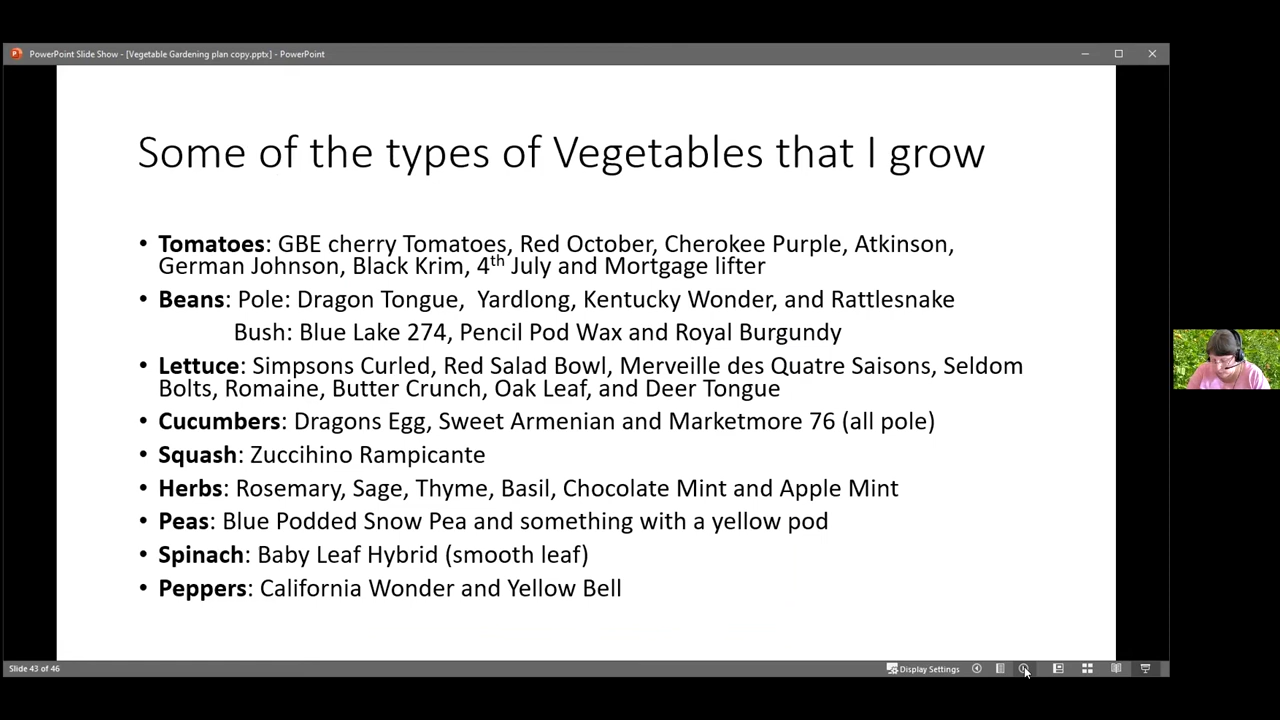 PowerPoint Slide Show - [Vegetable Gardening plan copy.pptx] - PowerPoint
Some of the types of Vegetables that I grow
• Tomatoes: GBE cherry Tomatoes, Red October, Cherokee Purple, Atkinson,
German Johnson, Black Krim, 4th July and Mortgage lifter
• Beans: Pole: Dragon Tongue, Yardlong, Kentucky Wonder, and Rattlesnake
Bush: Blue Lake 274, Pencil Pod Wax and Royal Burgundy
• Lettuce: Simpsons Curled, Red Salad Bowl, Merveille des Quatre Saisons, Seldom
Bolts, Romaine, Butter Crunch, Oak Leaf, and Deer Tongue
• Cucumbers: Dragons Egg, Sweet Armenian and Marketmore 76 (all pole)
• Squash: Zuccihino Rampicante
• Herbs: Rosemary, Sage, Thyme, Basil, Chocolate Mint and Apple Mint
• Peas: Blue Podded Snow Pea and something with a yellow pod
• Spinach: Baby Leaf Hybrid (smooth leaf)
• Peppers: California Wonder and Yellow Bell
Slide 43 of 46
Display Settings